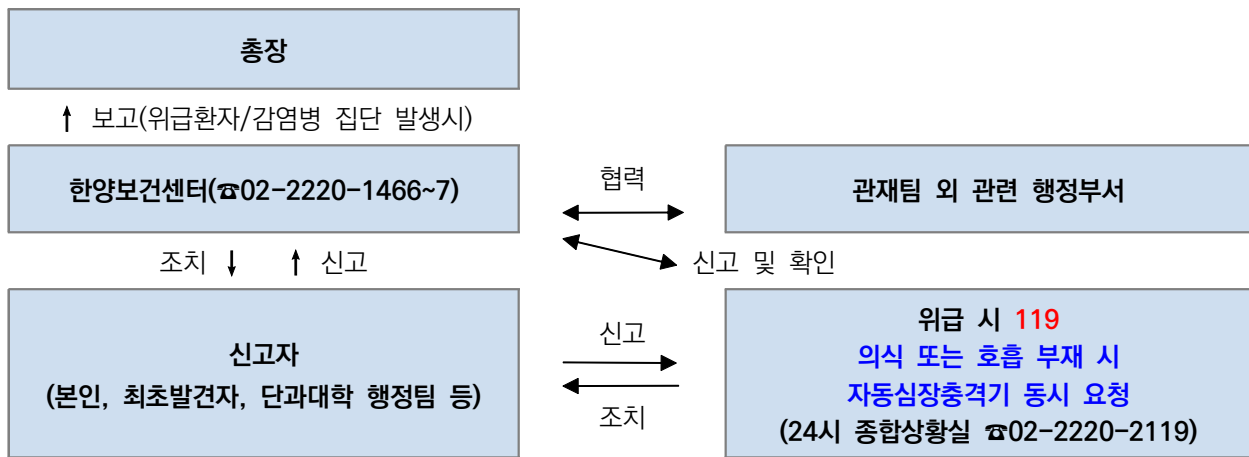 총장
↑ 보고(위급환자/감염병 집단 발생시)
한양보건센터(☎02-2220-1466~7)
협력
관재팀 외 관련 행정부서
조치 ↓ ↑ 신고
신고 및 확인
신고자
(본인, 최초발견자, 단과대학 행정팀 등)
신고
조치
위급 시 119
의식 또는 호흡 부재 시
자동심장충격기 동시 요청
(24시 종합상황실 ☎02-2220-2119)